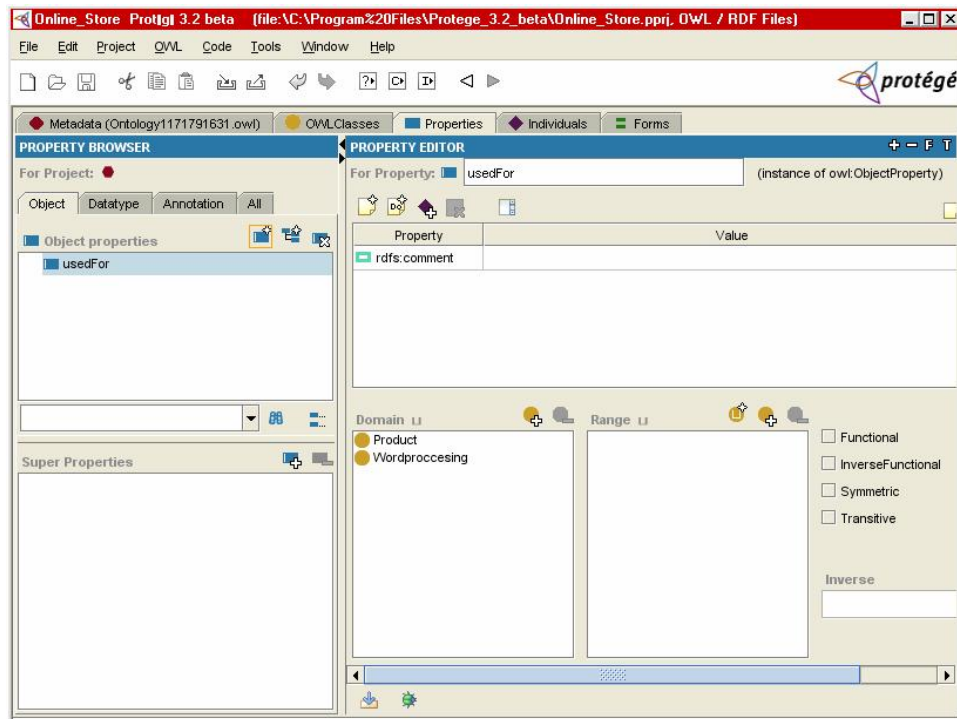 Online_Store Protégé 3.2 beta (file:\C:\Program%20Files\Protege_3.2_beta\Online_Store.pprj, OWL / RDF Files)
File Edit Project OWL Code Tools Window Help
protégé
Metadata (Ontology1171791631.owl) OWLClasses Properties Individuals Forms
PROPERTY BROWSER
For Project:
Object Datatype Annotation All
Object properties
usedFor
Super Properties
PROPERTY EDITOR
+ − F T
For Property: usedFor (instance of owl:ObjectProperty)
Property Value
rdfs:comment
Domain ⊔
Product
Wordproccesing
Range ⊔
Functional
InverseFunctional
Symmetric
Transitive
Inverse